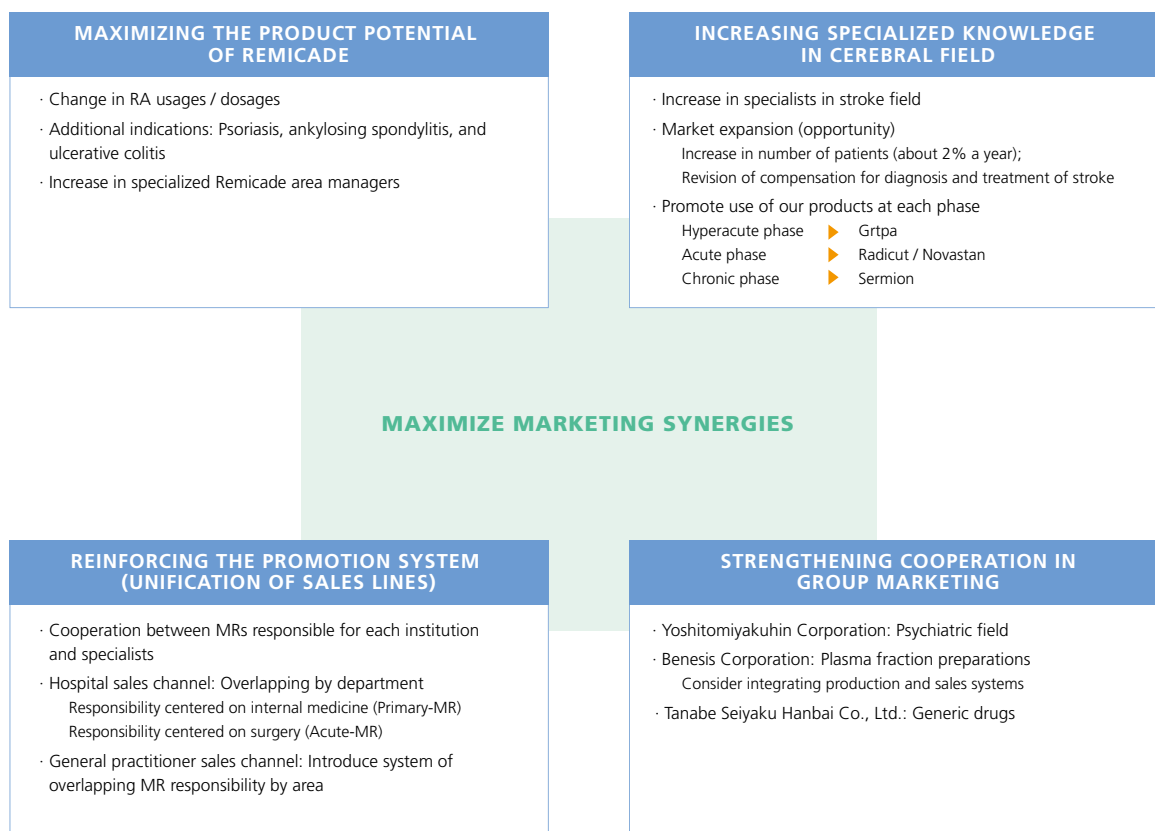 MAXIMIZING THE PRODUCT POTENTIAL
OF REMICADE
· Change in RA usages / dosages
· Additional indications: Psoriasis, ankylosing spondylitis, and
ulcerative colitis
· Increase in specialized Remicade area managers
INCREASING SPECIALIZED KNOWLEDGE
IN CEREBRAL FIELD
· Increase in specialists in stroke field
· Market expansion (opportunity)
Increase in number of patients (about 2% a year);
Revision of compensation for diagnosis and treatment of stroke
· Promote use of our products at each phase
Hyperacute phase ▶ Grtpa
Acute phase ▶ Radicut / Novastan
Chronic phase ▶ Sermion
MAXIMIZE MARKETING SYNERGIES
REINFORCING THE PROMOTION SYSTEM
(UNIFICATION OF SALES LINES)
· Cooperation between MRs responsible for each institution
and specialists
· Hospital sales channel: Overlapping by department
Responsibility centered on internal medicine (Primary-MR)
Responsibility centered on surgery (Acute-MR)
· General practitioner sales channel: Introduce system of
overlapping MR responsibility by area
STRENGTHENING COOPERATION IN
GROUP MARKETING
· Yoshitomiyakuhin Corporation: Psychiatric field
· Benesis Corporation: Plasma fraction preparations
Consider integrating production and sales systems
· Tanabe Seiyaku Hanbai Co., Ltd.: Generic drugs